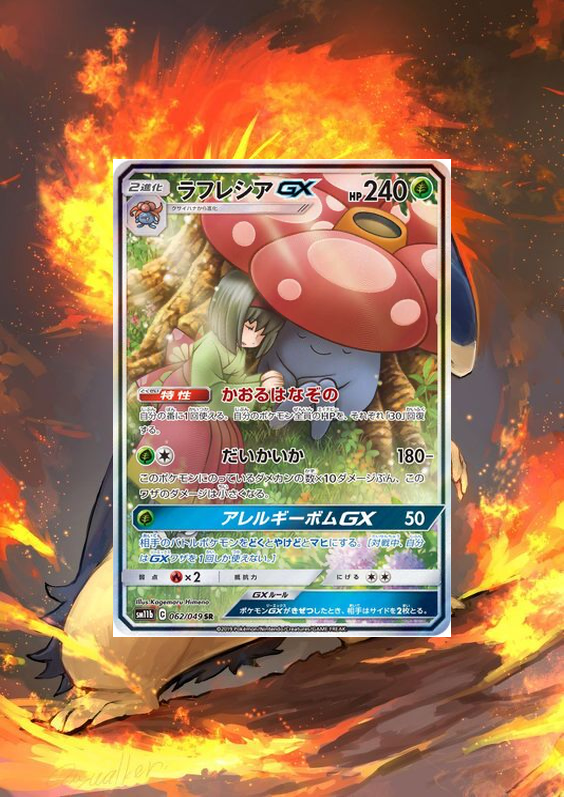 2進化 ラフレシアGX HP240
クサイハナから進化
特性 かおるはなぞの
自分の番に1回使える。自分のポケモン全員のHPを、それぞれ「30」回復する。
だいかいか 180-
このポケモンにのっているダメカンの数×10ダメージぶん、このワザのダメージは小さくなる。
アレルギーボムGX 50
相手のバトルポケモンをどくとやけどとマヒにする。[対戦中、自分はGXワザを1回しか使えない。]
弱点 ×2 抵抗力 にげる
GXルール
Illus. Kagemaru Himeno
ポケモンGXがきぜつしたとき、相手はサイドを2枚とる。
sm11b C 062/049 SR
©2019 Pokémon/Nintendo/Creatures/GAME FREAK